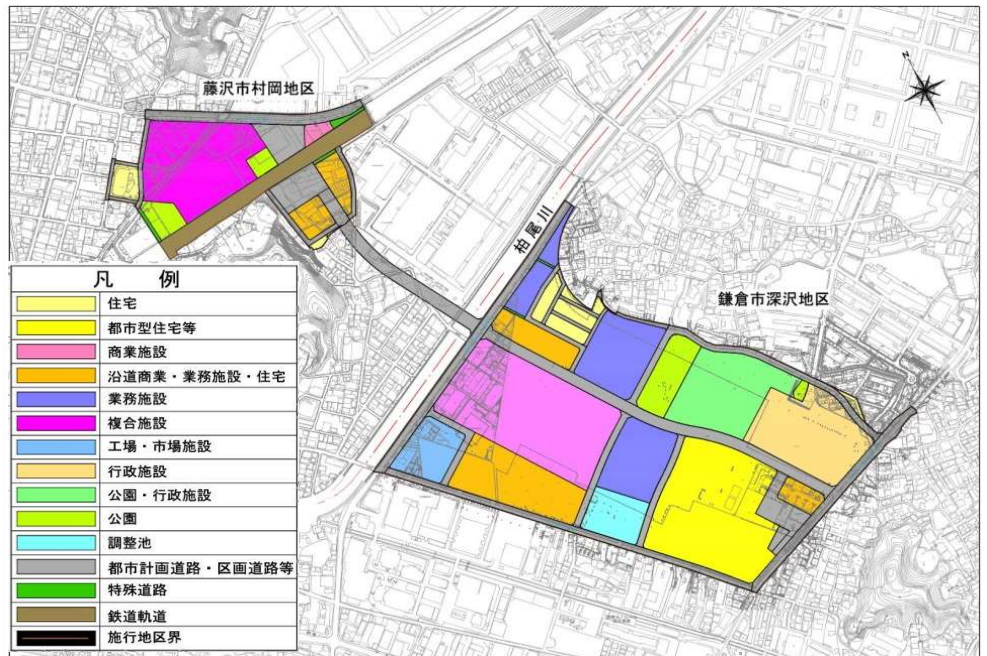 藤沢市村岡地区
N
柏尾川
鎌倉市深沢地区
凡 例
住宅
都市型住宅等
商業施設
沿道商業・業務施設・住宅
業務施設
複合施設
工場・市場施設
行政施設
公園・行政施設
公園
調整池
都市計画道路・区画道路等
特殊道路
鉄道軌道
施行地区界